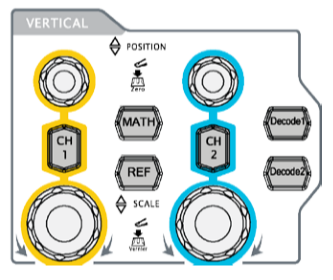 VERTICAL
POSITION
Zero
MATH
CH
1
CH
2
Decode1
REF
Decode2
SCALE
Vernier